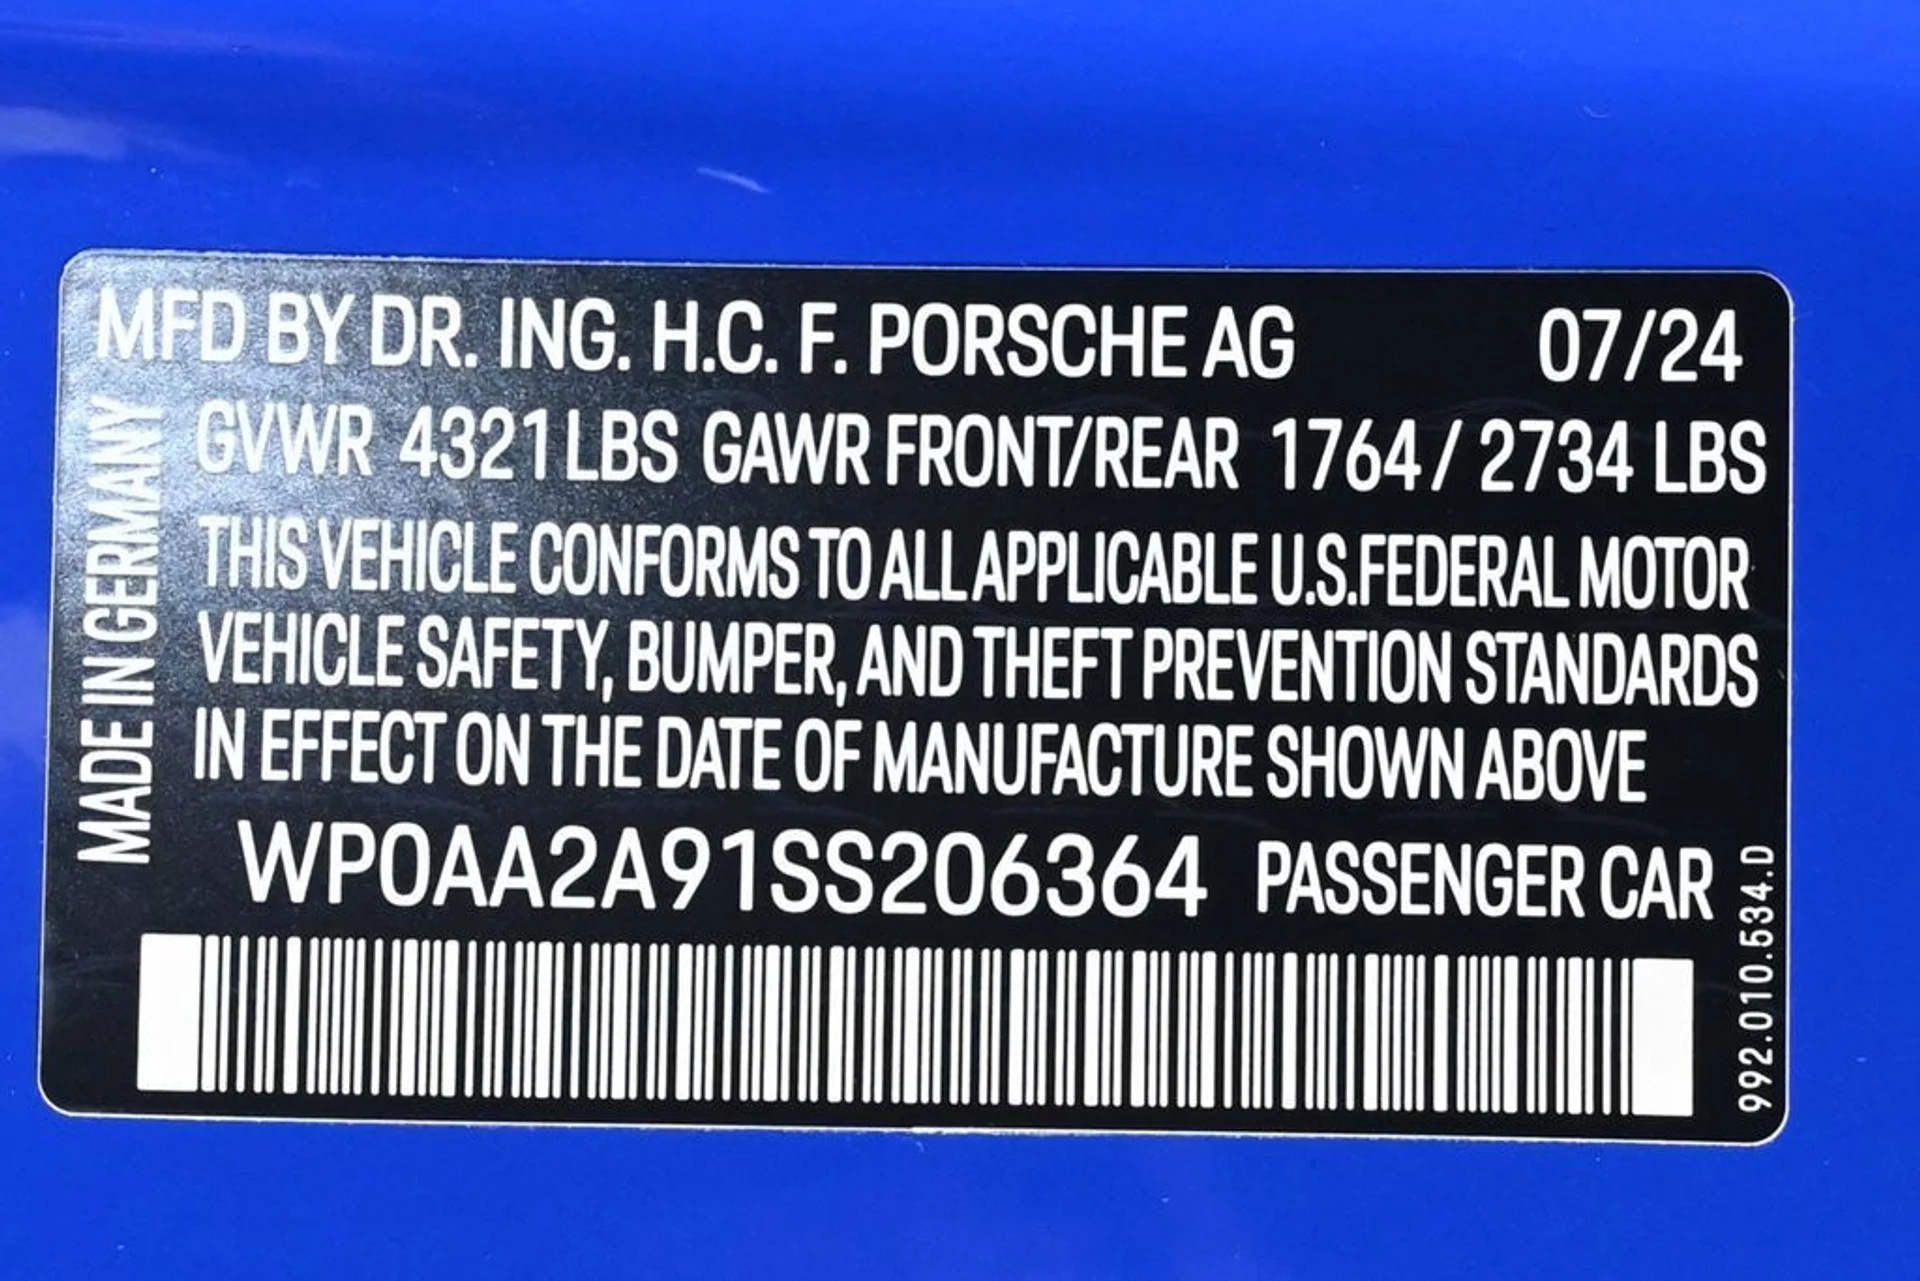 MFD BY DR. ING. H.C. F. PORSCHE AG 07/24
GVWR 4321 LBS GAWR FRONT/REAR 1764 / 2734 LBS
THIS VEHICLE CONFORMS TO ALL APPLICABLE U.S.FEDERAL MOTOR
VEHICLE SAFETY, BUMPER, AND THEFT PREVENTION STANDARDS
IN EFFECT ON THE DATE OF MANUFACTURE SHOWN ABOVE
WP0AA2A91SS206364 PASSENGER CAR
MADE IN GERMANY
992.010.534.D